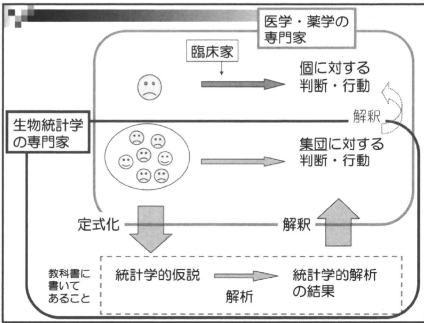 医学・薬学の
専門家
臨床家
個に対する
判断・行動
解釈
生物統計学
の専門家
集団に対する
判断・行動
定式化
解釈
教科書に
書いて
あること
統計学的仮説
解析
統計学的解析
の結果